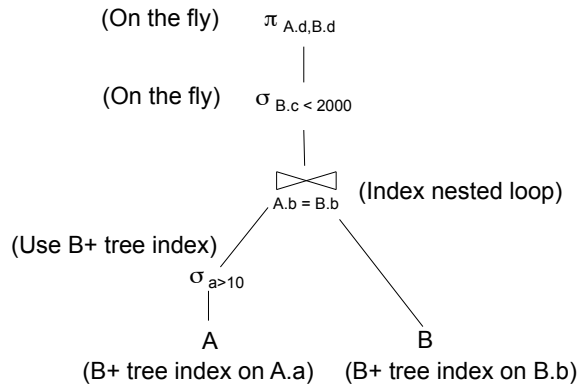 (On the fly) π A.d,B.d
(On the fly) σ B.c < 2000
(Index nested loop)
A.b = B.b
(Use B+ tree index)
σ a>10
A B
(B+ tree index on A.a) (B+ tree index on B.b)